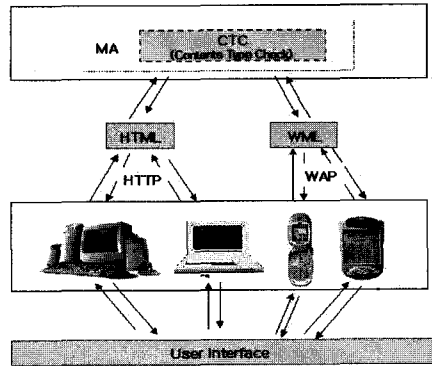 CTC
MA
(Contents Type Check)
HTML
WML
HTTP
WAP
User Interface